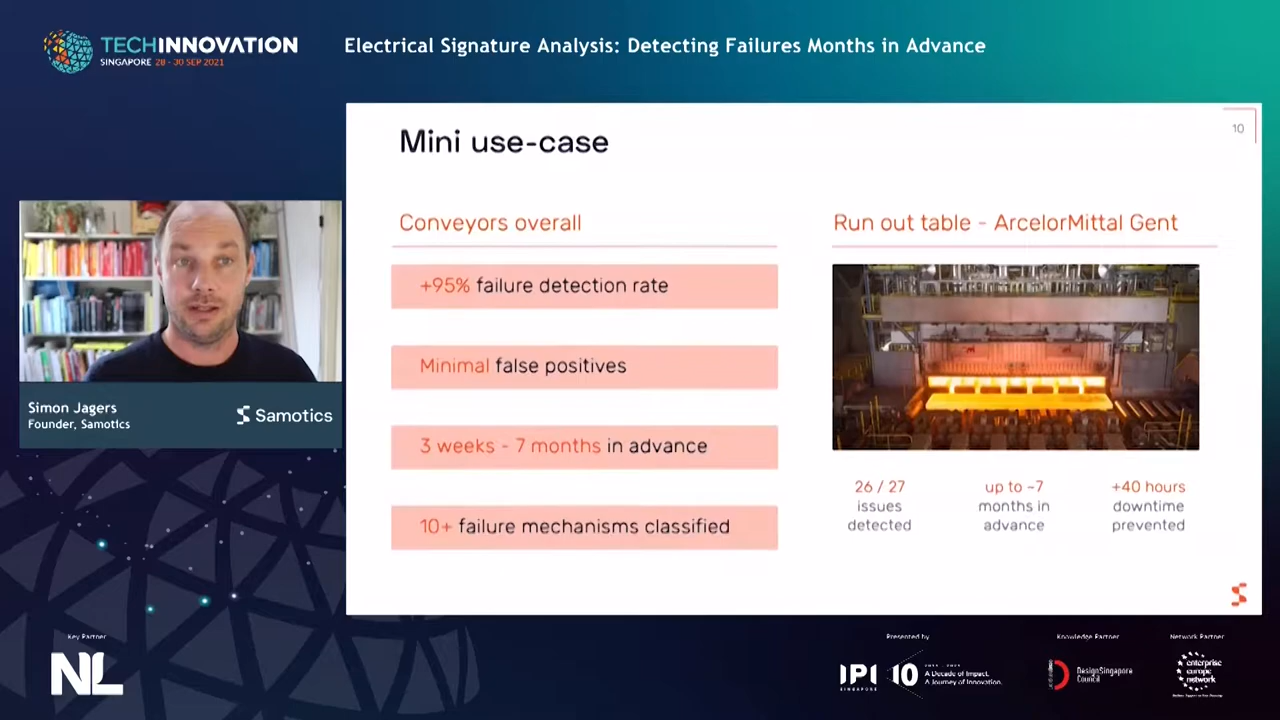 TECHINNOVATION
SINGAPORE 28 - 30 SEP 2021
Electrical Signature Analysis: Detecting Failures Months in Advance
10
Mini use-case
Conveyors overall
+95% failure detection rate
Minimal false positives
3 weeks - 7 months in advance
10+ failure mechanisms classified
Run out table - ArcelorMittal Gent
26 / 27
issues
detected
up to ~7
months in
advance
+40 hours
downtime
prevented
Simon Jagers
Founder, Samotics
Samotics
Key Partner
NL
Presented by
IPI
SINGAPORE
10
A Decade of Impact.
A Journey of Innovation.
Knowledge Partner
DesignSingapore
Council
Network Partner
enterprise
europe
network